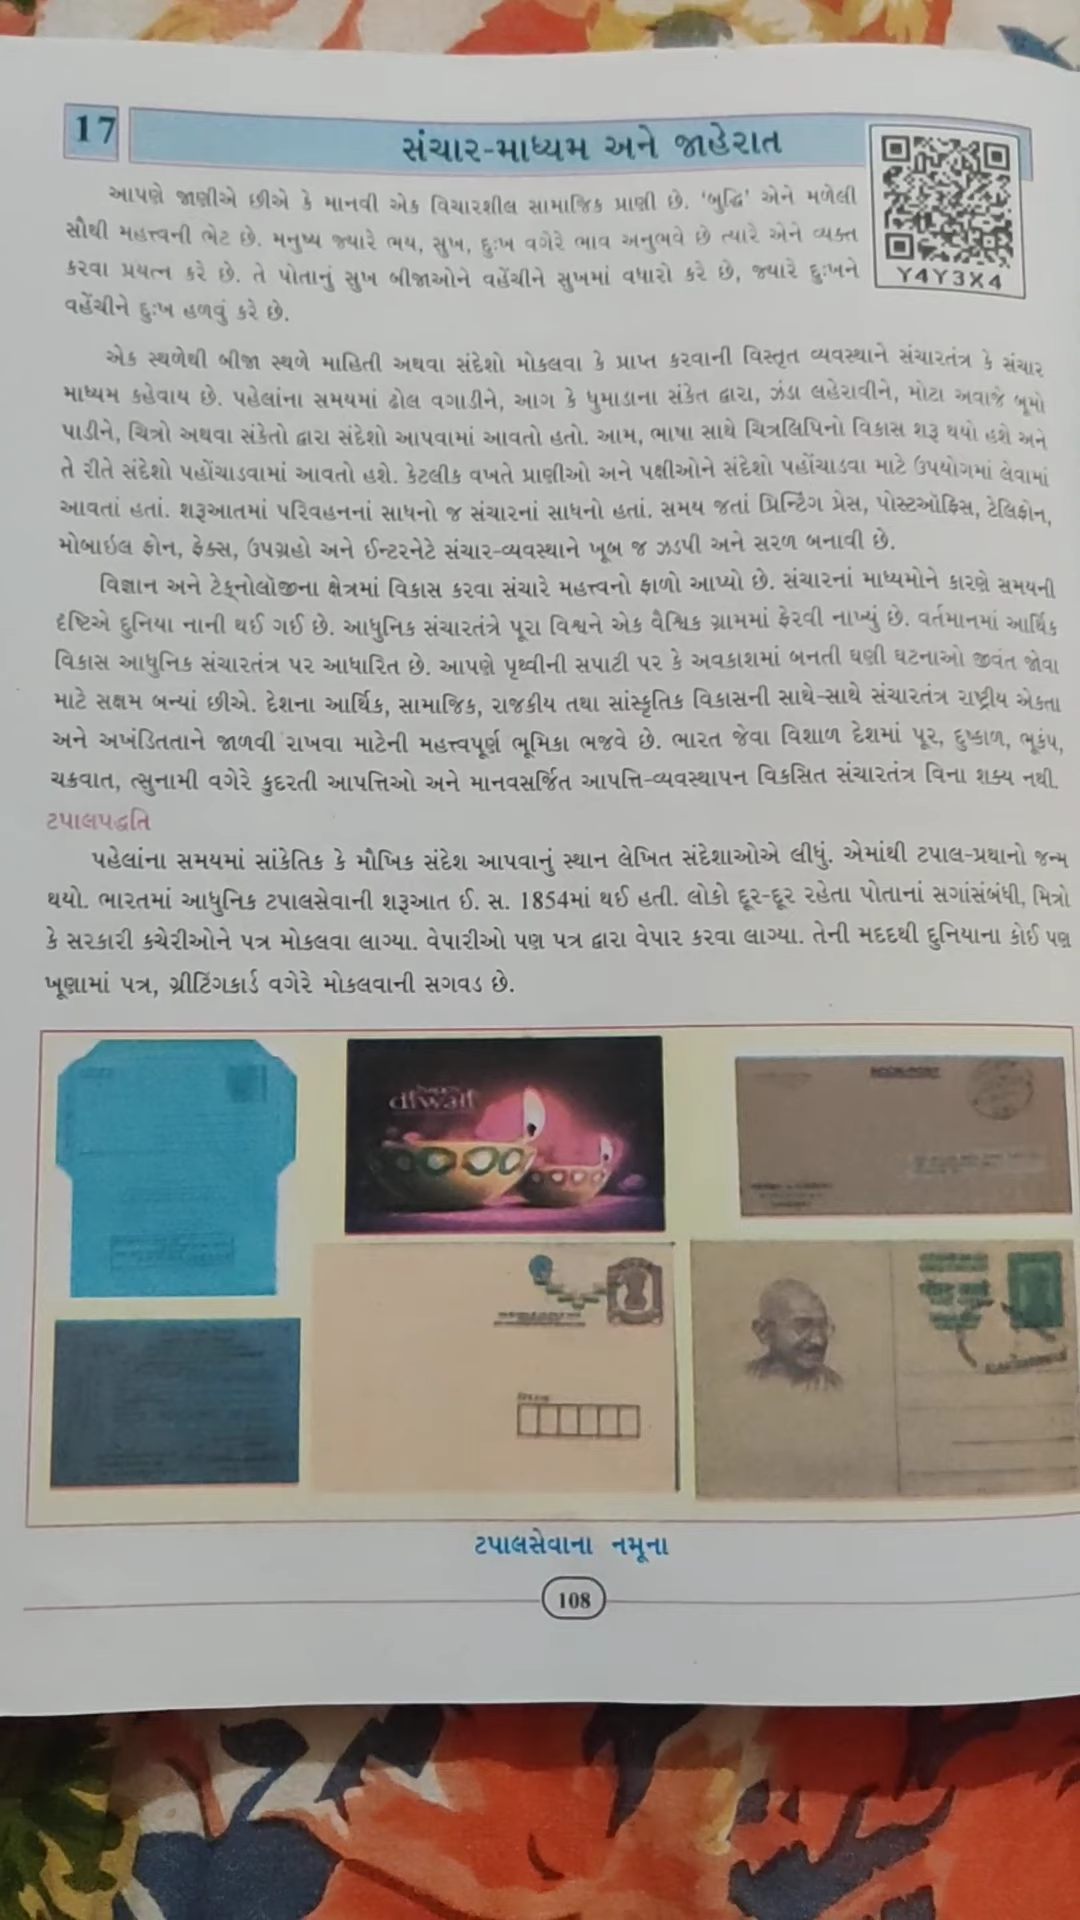 17
સંચાર-માધ્યમ અને જાહેરાત
આપણે જાણીએ છીએ કે માનવી એક વિચારશીલ સામાજિક પ્રાણી છે. 'બુદ્ધિ' એને મળેલી
સૌથી મહત્ત્વની ભેટ છે. મનુષ્ય જ્યારે ભય, સુખ, દુઃખ વગેરે ભાવ અનુભવે છે ત્યારે એને વ્યક્ત
કરવા પ્રયત્ન કરે છે. તે પોતાનું સુખ બીજાઓને વહેંચીને સુખમાં વધારો કરે છે, જ્યારે દુઃખને
વહેંચીને દુઃખ હળવું કરે છે.
Y4Y3X4
એક સ્થળેથી બીજા સ્થળે માહિતી અથવા સંદેશો મોકલવા કે પ્રાપ્ત કરવાની વિસ્તૃત વ્યવસ્થાને સંચારતંત્ર કે સંચાર
માધ્યમ કહેવાય છે. પહેલાંના સમયમાં ઢોલ વગાડીને, આગ કે ધુમાડાના સંકેત દ્વારા, ઝંડા લહેરાવીને, મોટા અવાજે બૂમો
પાડીને, ચિત્રો અથવા સંકેતો દ્વારા સંદેશો આપવામાં આવતો હતો. આમ, ભાષા સાથે ચિત્રલિપિનો વિકાસ શરૂ થયો હશે અને
તે રીતે સંદેશો પહોંચાડવામાં આવતો હશે. કેટલીક વખતે પ્રાણીઓ અને પક્ષીઓને સંદેશો પહોંચાડવા માટે ઉપયોગમાં લેવામાં
આવતાં હતાં. શરૂઆતમાં પરિવહનનાં સાધનો જ સંચારનાં સાધનો હતાં. સમય જતાં પ્રિન્ટિંગ પ્રેસ, પોસ્ટઑફિસ, ટેલિફોન,
મોબાઇલ ફોન, ફેક્સ, ઉપગ્રહો અને ઈન્ટરનેટે સંચાર-વ્યવસ્થાને ખૂબ જ ઝડપી અને સરળ બનાવી છે.
વિજ્ઞાન અને ટેક્નોલૉજીના ક્ષેત્રમાં વિકાસ કરવા સંચારે મહત્ત્વનો ફાળો આપ્યો છે. સંચારનાં માધ્યમોને કારણે સમયની
દૃષ્ટિએ દુનિયા નાની થઈ ગઈ છે. આધુનિક સંચારતંત્રે પૂરા વિશ્વને એક વૈશ્વિક ગ્રામમાં ફેરવી નાખ્યું છે. વર્તમાનમાં આર્થિક
વિકાસ આધુનિક સંચારતંત્ર પર આધારિત છે. આપણે પૃથ્વીની સપાટી પર કે અવકાશમાં બનતી ઘણી ઘટનાઓ જીવંત જોવા
માટે સક્ષમ બન્યાં છીએ. દેશના આર્થિક, સામાજિક, રાજકીય તથા સાંસ્કૃતિક વિકાસની સાથે-સાથે સંચારતંત્ર રાષ્ટ્રીય એકતા
અને અખંડિતતાને જાળવી રાખવા માટેની મહત્ત્વપૂર્ણ ભૂમિકા ભજવે છે. ભારત જેવા વિશાળ દેશમાં પૂર, દુષ્કાળ, ભૂકંપ,
ચક્રવાત, ત્સુનામી વગેરે કુદરતી આપત્તિઓ અને માનવસર્જિત આપત્તિ-વ્યવસ્થાપન વિકસિત સંચારતંત્ર વિના શક્ય નથી.
ટપાલપદ્ધતિ
પહેલાંના સમયમાં સાંકેતિક કે મૌખિક સંદેશ આપવાનું સ્થાન લેખિત સંદેશાઓએ લીધું. એમાંથી ટપાલ-પ્રથાનો જન્મ
થયો. ભારતમાં આધુનિક ટપાલસેવાની શરૂઆત ઈ. સ. 1854માં થઈ હતી. લોકો દૂર-દૂર રહેતા પોતાનાં સગાંસંબંધી, મિત્રો
કે સરકારી કચેરીઓને પત્ર મોકલવા લાગ્યા. વેપારીઓ પણ પત્ર દ્વારા વેપાર કરવા લાગ્યા. તેની મદદથી દુનિયાના કોઈ પણ
ખૂણામાં પત્ર, ગ્રીટિંગકાર્ડ વગેરે મોકલવાની સગવડ છે.
diwali
BOOK-POST
ટપાલસેવાના નમૂના
108